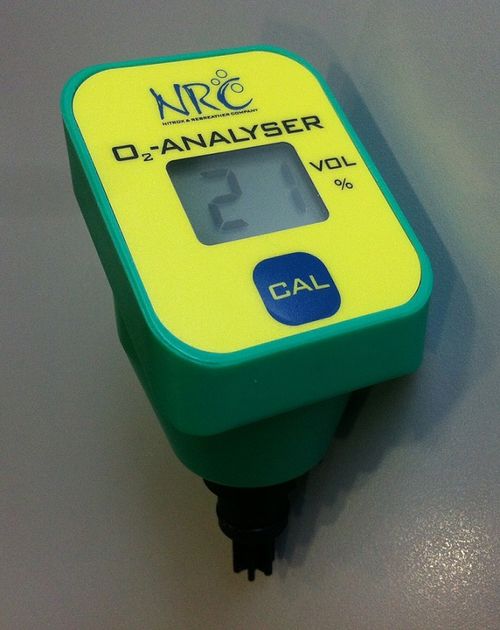 NRC
NITROX & REBREATHER COMPANY
O₂-ANALYSER
21
VOL
%
CAL